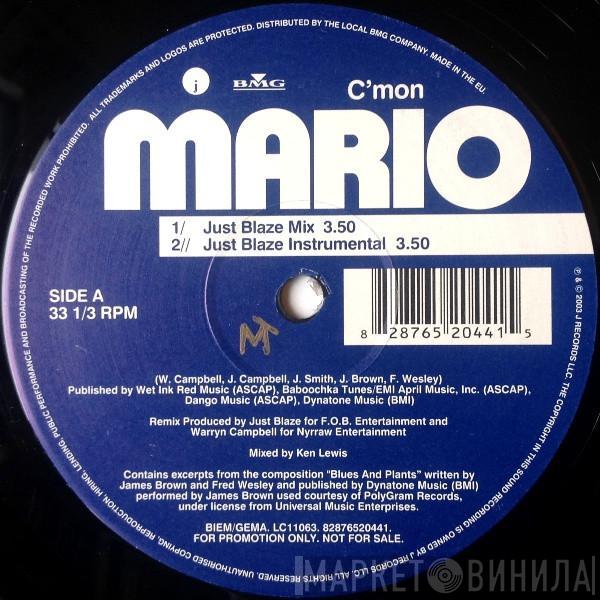 UNAUTHORISED COPYING, REPRODUCTION, HIRING, LENDING, PUBLIC PERFORMANCE AND BROADCASTING OF THE RECORDED WORK PROHIBITED. ALL TRADEMARKS AND LOGOS ARE PROTECTED. DISTRIBUTED BY THE LOCAL BMG COMPANY. MADE IN THE EU.
j
BMG
C'mon
MARIO
1/ Just Blaze Mix 3.50
2// Just Blaze Instrumental 3.50
SIDE A
33 1/3 RPM
8 28765 20441 5
MJ
(W. Campbell, J. Campbell, J. Smith, J. Brown, F. Wesley)
Published by Wet Ink Red Music (ASCAP), Baboochka Tunes/EMI April Music, Inc. (ASCAP),
Dango Music (ASCAP), Dynatone Music (BMI)
Remix Produced by Just Blaze for F.O.B. Entertainment and
Warryn Campbell for Nyrraw Entertainment
Mixed by Ken Lewis
Contains excerpts from the composition "Blues And Plants" written by
James Brown and Fred Wesley and published by Dynatone Music (BMI)
performed by James Brown used courtesy of PolyGram Records,
under license from Universal Music Enterprises.
BIEM/GEMA. LC11063. 82876520441.
FOR PROMOTION ONLY. NOT FOR SALE.
℗ & © 2003 J RECORDS LLC. THE COPYRIGHT IN THIS SOUND RECORDING IS OWNED BY J RECORDS LLC. ALL RIGHTS RESERVED.
МАРКЕТ ВИНИЛА